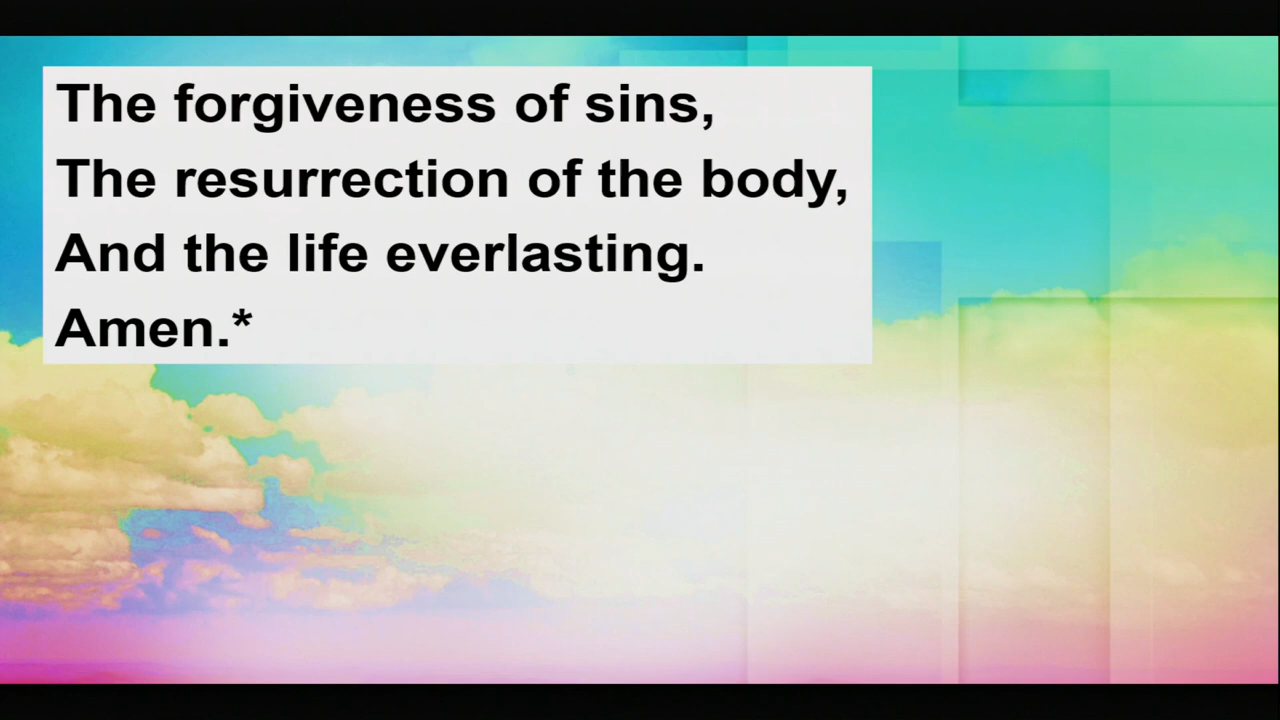 The forgiveness of sins,
The resurrection of the body,
And the life everlasting.
Amen.*